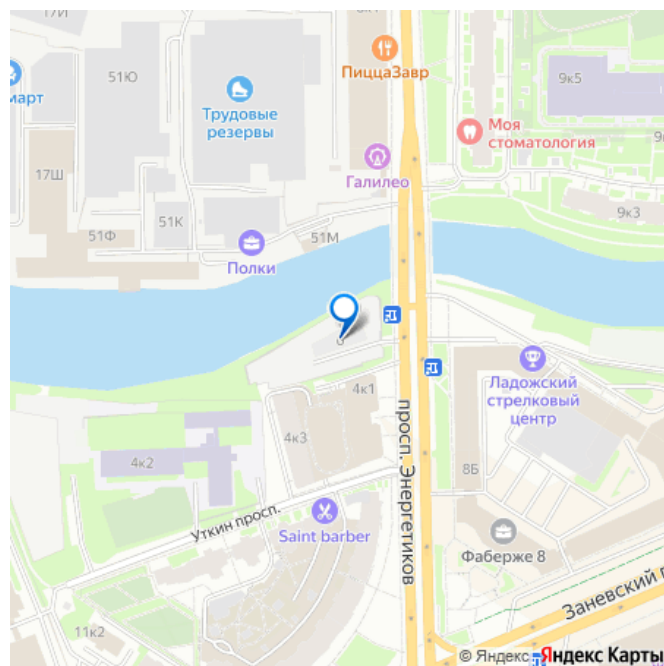 17И
ПиццаЗавр
51Ю
март
Трудовые
резервы
9к5
Моя
стоматология
17Ш
Галилео
51К
51Ф
51М
9к3
Полки
Ладожский
стрелковый
центр
4к1
4к3
4к2
просп. Энергетиков
8Б
Уткин просп.
Saint barber
Фаберже 8
Заневский
11к2
© Яндекс
Яндекс Карты